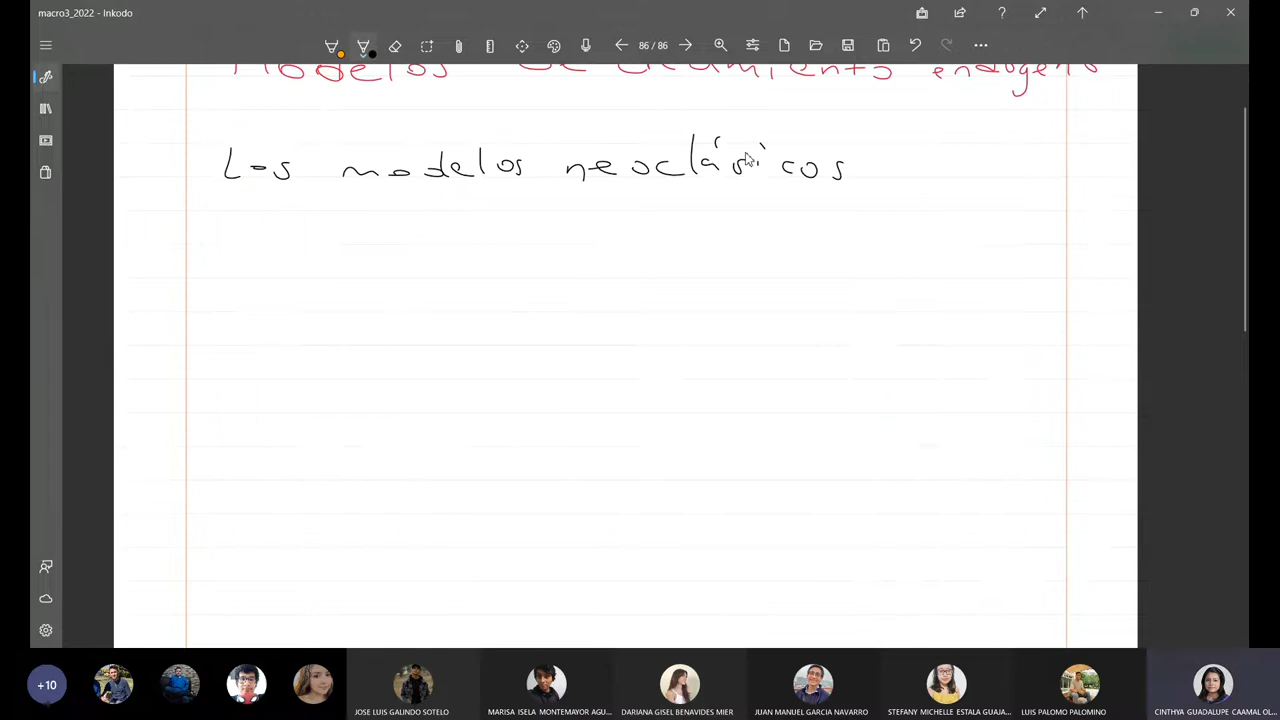 macro3_2022 - Inkodo
86 / 86
Modelos de crecimiento endógeno
Los modelos neoclásicos
+10
JOSE LUIS GALINDO SOTELO
MARISA ISELA MONTEMAYOR AGU...
DARIANA GISEL BENAVIDES MIER
JUAN MANUEL GARCIA NAVARRO
STEFANY MICHELLE ESTALA GUAJA...
LUIS PALOMO PALOMINO
CINTHYA GUADALUPE CAAMAL OL...